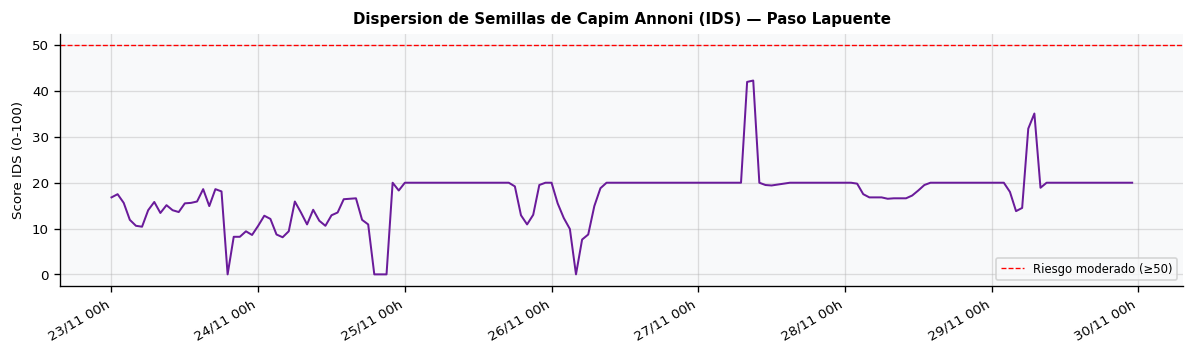 Dispersion de Semillas de Capim Annoni (IDS) — Paso Lapuente
Score IDS (0-100)
50
40
30
20
10
0
Riesgo moderado (≥50)
23/11 00h
24/11 00h
25/11 00h
26/11 00h
27/11 00h
28/11 00h
29/11 00h
30/11 00h